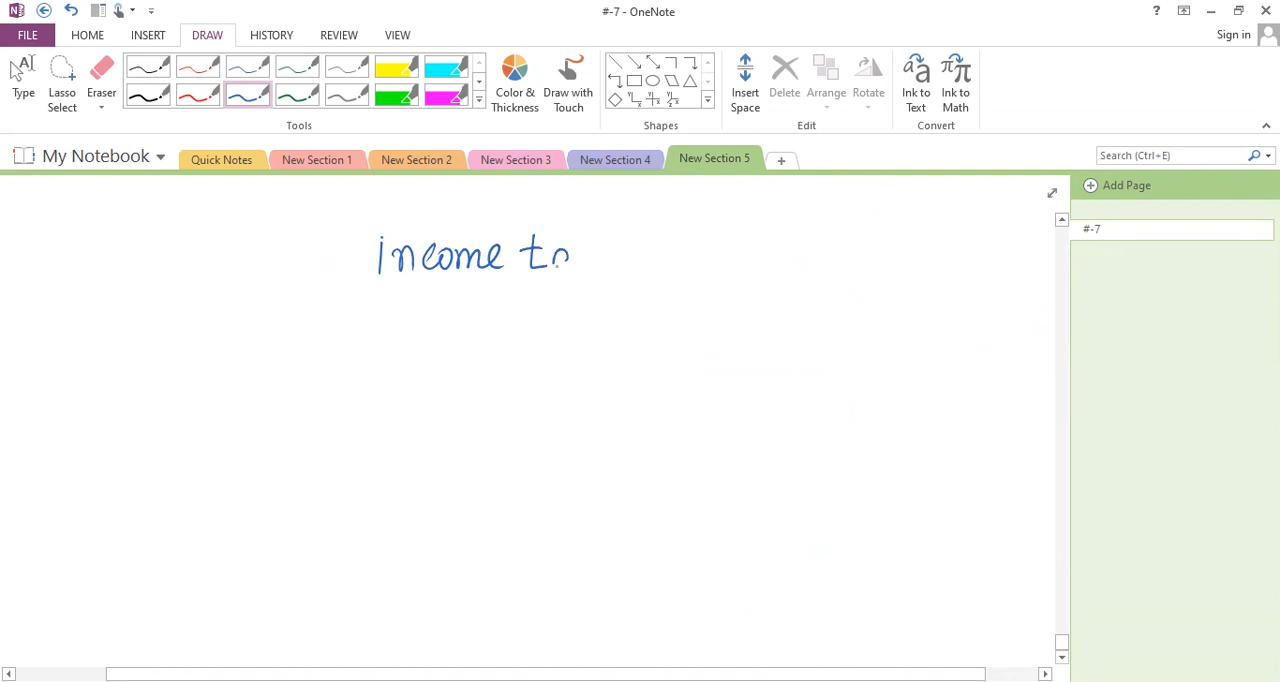 #-7 - OneNote
? 
FILE HOME INSERT DRAW HISTORY REVIEW VIEW Sign in
Type Lasso Select Eraser Color & Thickness Draw with Touch Insert Space Delete Arrange Rotate Ink to Text Ink to Math
Tools Shapes Edit Convert
My Notebook Quick Notes New Section 1 New Section 2 New Section 3 New Section 4 New Section 5 + Search (Ctrl+E)
Add Page
#-7
income